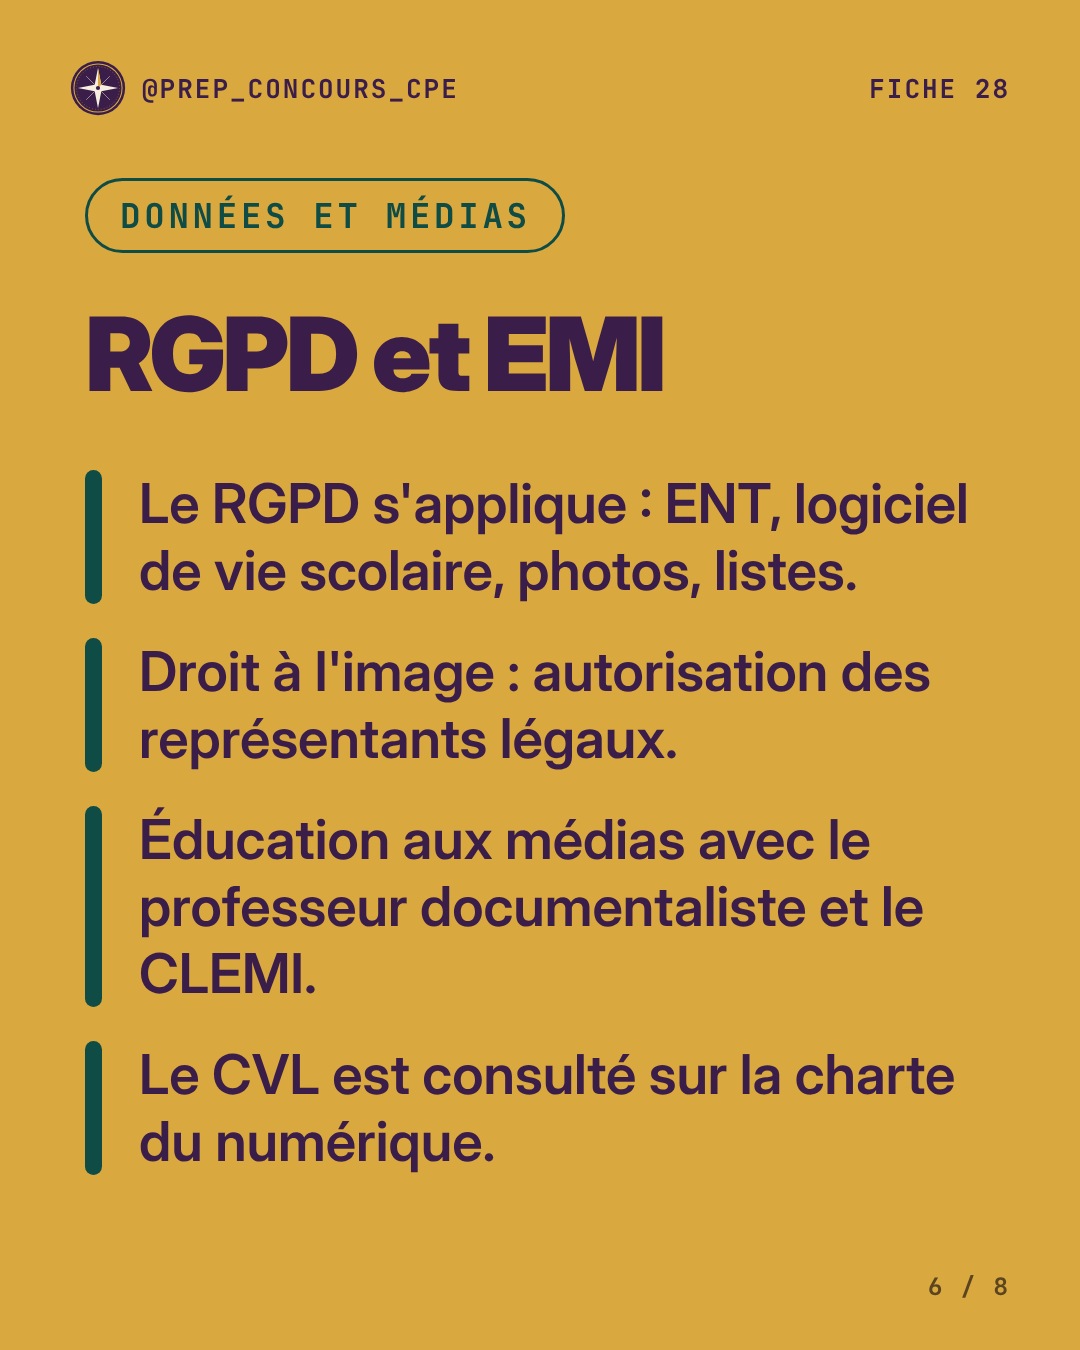 @PREP_CONCOURS_CPE
FICHE 28
DONNÉES ET MÉDIAS
RGPD et EMI
Le RGPD s'applique : ENT, logiciel
de vie scolaire, photos, listes.
Droit à l'image : autorisation des
représentants légaux.
Éducation aux médias avec le
professeur documentaliste et le
CLEMI.
Le CVL est consulté sur la charte
du numérique.
6 / 8